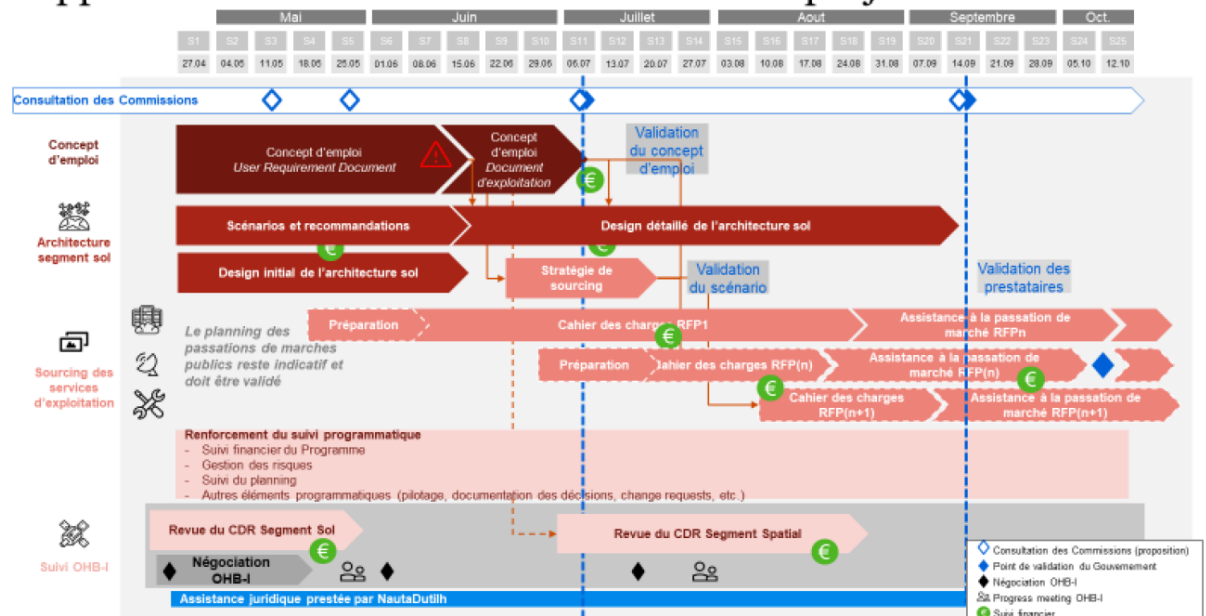 Mai Juin Juillet Aout Septembre Oct.
S1 S2 S3 S4 S5 S6 S7 S8 S9 S10 S11 S12 S13 S14 S15 S16 S17 S18 S19 S20 S21 S22 S23 S24 S25
27.04 04.05 11.05 18.05 25.05 01.06 08.06 15.06 22.06 29.06 06.07 13.07 20.07 27.07 03.08 10.08 17.08 24.08 31.08 07.09 14.09 21.09 28.09 05.10 12.10
Consultation des Commissions
Concept
d'emploi
Concept d'emploi
User Requirement Document
Concept
d'emploi
Document
d'exploitation
€
Validation
du concept
d'emploi
Architecture
segment sol
Scénarios et recommandations
Design détaillé de l'architecture sol
€
€
Design initial de l'architecture sol
Stratégie de
sourcing
Validation
du scénario
Validation des
prestataires
Sourcing des
services
d'exploitation
Le planning des
passations de marches
publics reste indicatif et
doit être validé
Préparation
Cahier des charges RFP1
€
Assistance à la passation de
marché RFPn
Préparation
Cahier des charges RFP(n)
Assistance à la passation de
marché RFP(n)
€
€
Cahier des charges
RFP(n+1)
Assistance à la passation de
marché RFP(n+1)
Renforcement du suivi programmatique
- Suivi financier du Programme
- Gestion des risques
- Suivi du planning
- Autres éléments programmatiques (pilotage, documentation des décisions, change requests, etc.)
Suivi OHB-I
Revue du CDR Segment Sol
€
Revue du CDR Segment Spatial
€
Négociation
OHB-I
Assistance juridique prestée par NautaDutilh
Consultation des Commissions (proposition)
Point de validation du Gouvernement
Négociation OHB-I
Progress meeting OHB-I
€ Suivi financier